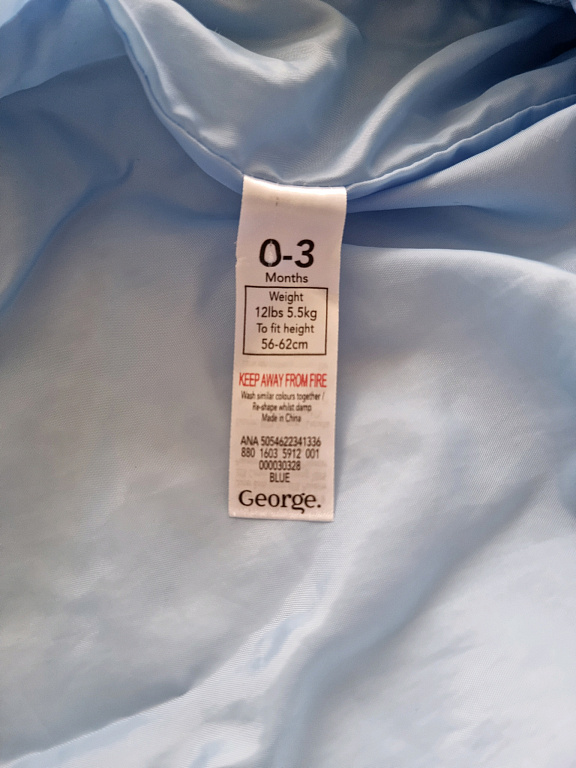 0-3
Months
Weight
12lbs 5.5kg
To fit height
56-62cm
KEEP AWAY FROM FIRE
Wash similar colours together /
Re-shape whilst damp
Made in China
ANA 5054622341336
880 1603 5912 001
000030328
BLUE
George.